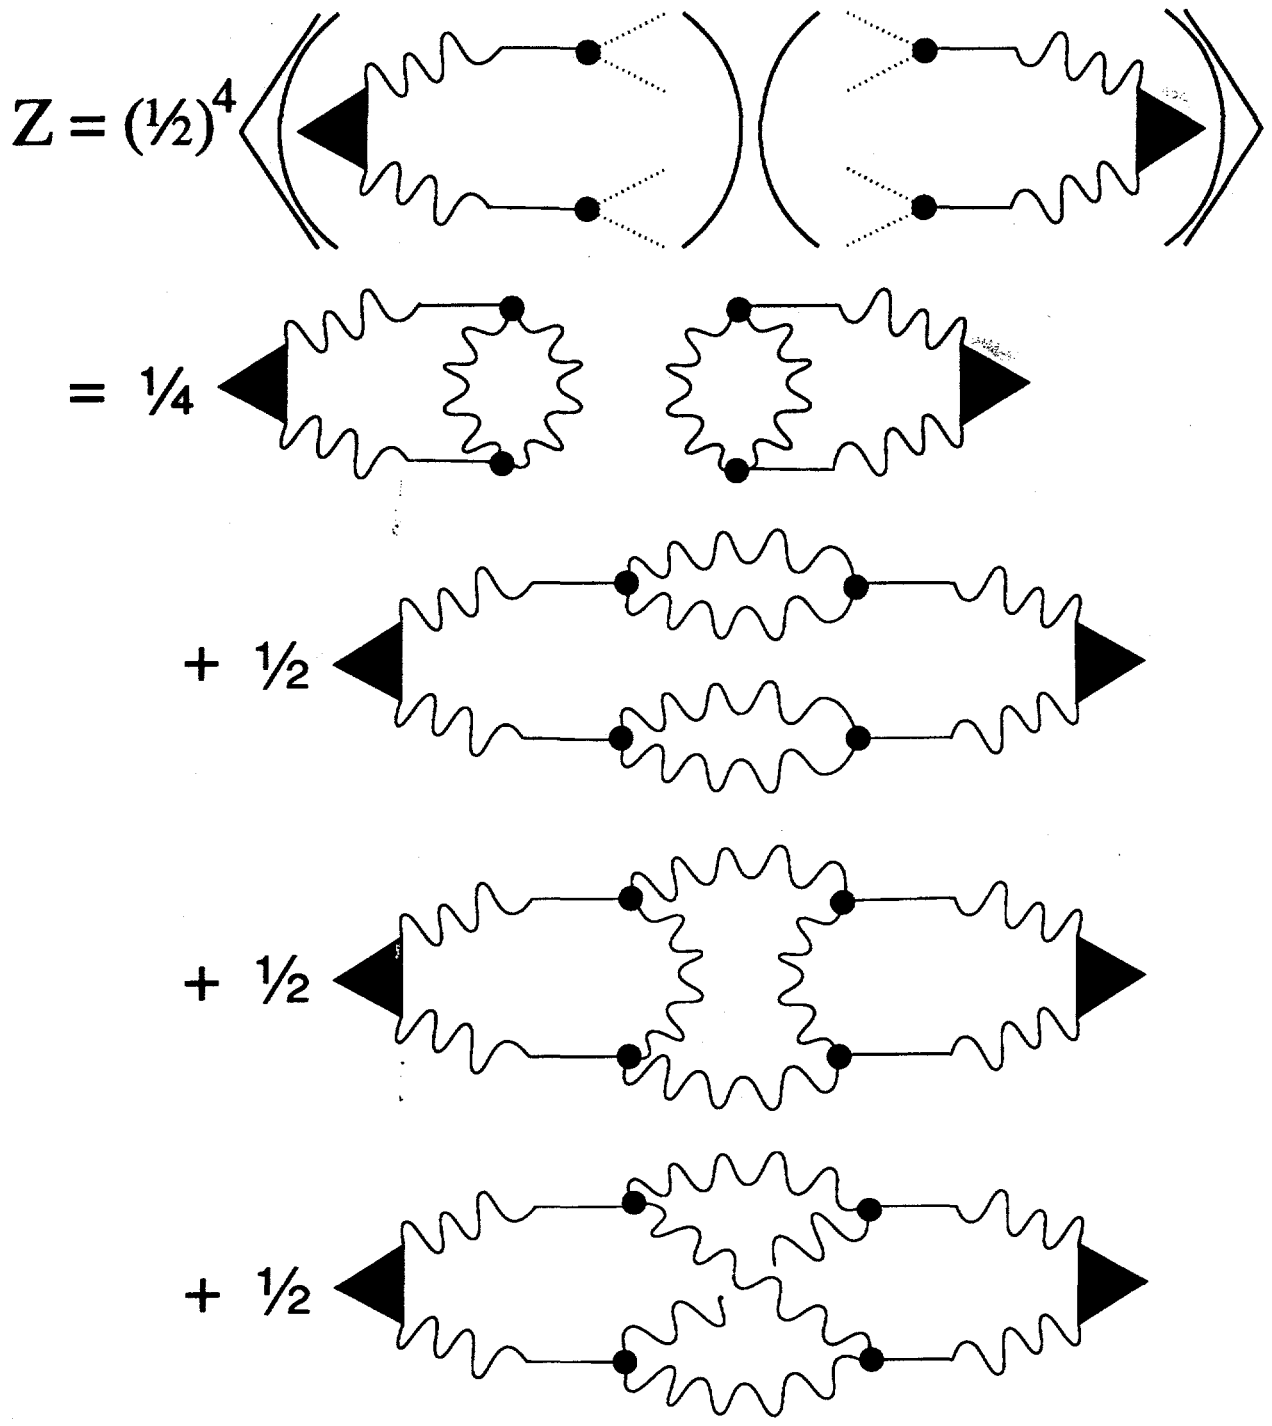 Z = (½)⁴
= ¼
+ ½
+ ½
+ ½